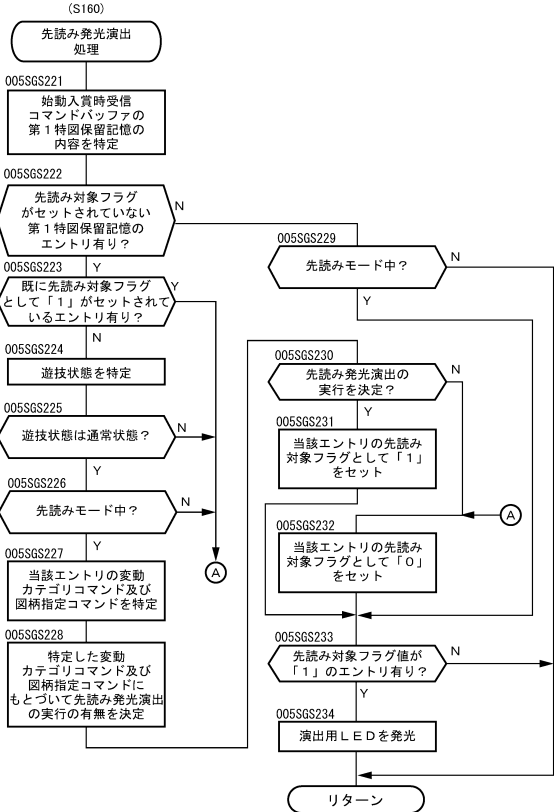 (S160)
先読み発光演出
処理
005SGS221
始動入賞時受信
コマンドバッファの
第1特図保留記憶の
内容を特定
005SGS222
先読み対象フラグ
がセットされていない
第1特図保留記憶の
エントリ有り?
N
Y
005SGS223
既に先読み対象フラグ
として「1」がセットされて
いるエントリ有り?
Y
N
005SGS224
遊技状態を特定
005SGS225
遊技状態は通常状態?
N
Y
005SGS226
先読みモード中?
N
Y
A
005SGS227
当該エントリの変動
カテゴリコマンド及び
図柄指定コマンドを特定
005SGS228
特定した変動
カテゴリコマンド及び
図柄指定コマンドに
もとづいて先読み発光演出
の実行の有無を決定
005SGS229
先読みモード中?
N
Y
005SGS230
先読み発光演出の
実行を決定?
N
Y
005SGS231
当該エントリの先読み
対象フラグとして「1」
をセット
A
005SGS232
当該エントリの先読み
対象フラグとして「0」
をセット
005SGS233
先読み対象フラグ値が
「1」のエントリ有り?
N
Y
005SGS234
演出用LEDを発光
リターン